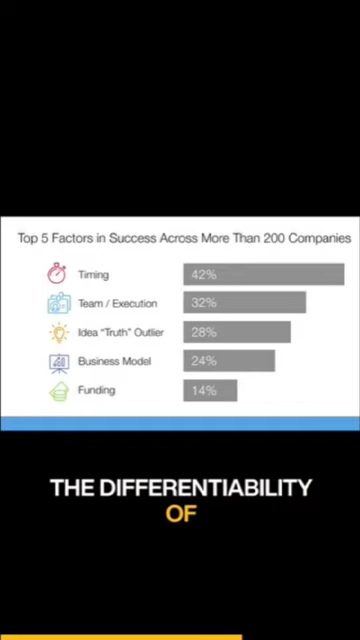 Top 5 Factors in Success Across More Than 200 Companies
Timing 42%
Team / Execution 32%
Idea "Truth" Outlier 28%
Business Model 24%
Funding 14%
THE DIFFERENTIABILITY
OF